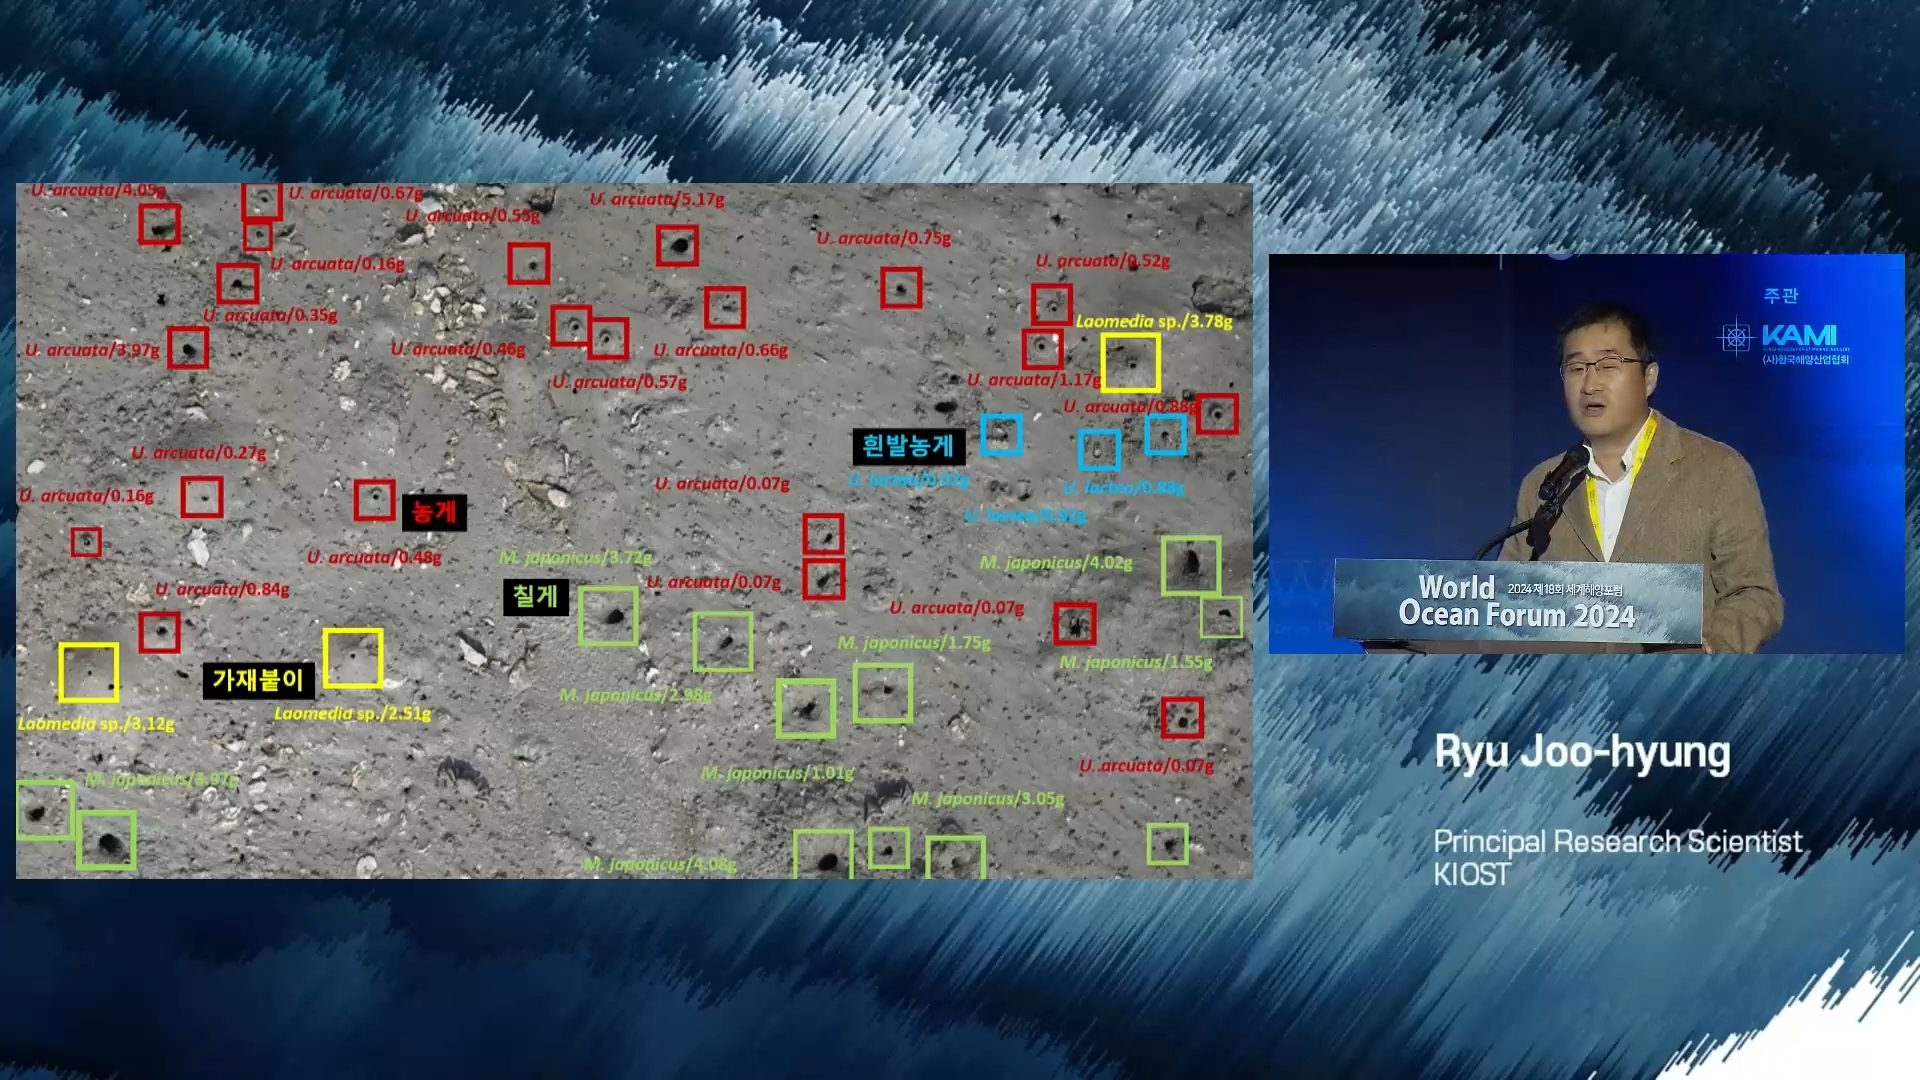 U. arcuata/4.05g
U. arcuata/0.67g
U. arcuata/0.55g
U. arcuata/5.17g
U. arcuata/0.75g
U. arcuata/0.52g
U. arcuata/0.16g
U. arcuata/0.35g
Laomedia sp./3.78g
U. arcuata/3.97g
U. arcuata/0.46g
U. arcuata/0.66g
U. arcuata/0.57g
U. arcuata/1.17g
U. arcuata/0.88g
흰발농게
U. arcuata/0.27g
U. arcuata/0.07g
U. lactea/0.88g
U. arcuata/0.16g
농게
U. arcuata/0.48g
M. japonicus/3.72g
M. japonicus/4.02g
U. arcuata/0.84g
칠게
U. arcuata/0.07g
U. arcuata/0.07g
M. japonicus/1.75g
M. japonicus/1.55g
가재붙이
M. japonicus/2.98g
Laomedia sp./3.12g
Laomedia sp./2.51g
U. arcuata/0.07g
M. japonicus/3.97g
M. japonicus/1.01g
M. japonicus/3.05g
M. japonicus/4.08g
주관
KAMI
(사)한국해양산업협회
World
2024 제18회 세계해양포럼
Ocean Forum 2024
Ryu Joo-hyung
Principal Research Scientist
KIOST